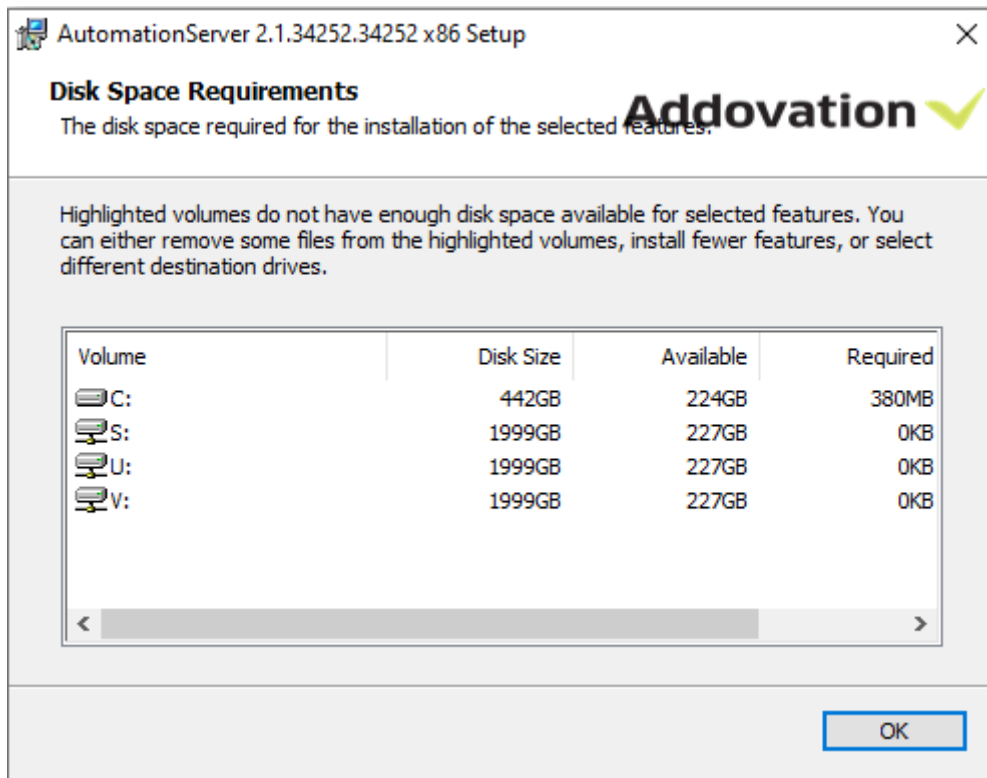 AutomationServer 2.1.34252.34252 x86 Setup
Disk Space Requirements
The disk space required for the installation of the selected features.
Addovation
Highlighted volumes do not have enough disk space available for selected features. You
can either remove some files from the highlighted volumes, install fewer features, or select
different destination drives.
Volume Disk Size Available Required
C: 442GB 224GB 380MB
S: 1999GB 227GB 0KB
U: 1999GB 227GB 0KB
V: 1999GB 227GB 0KB
OK